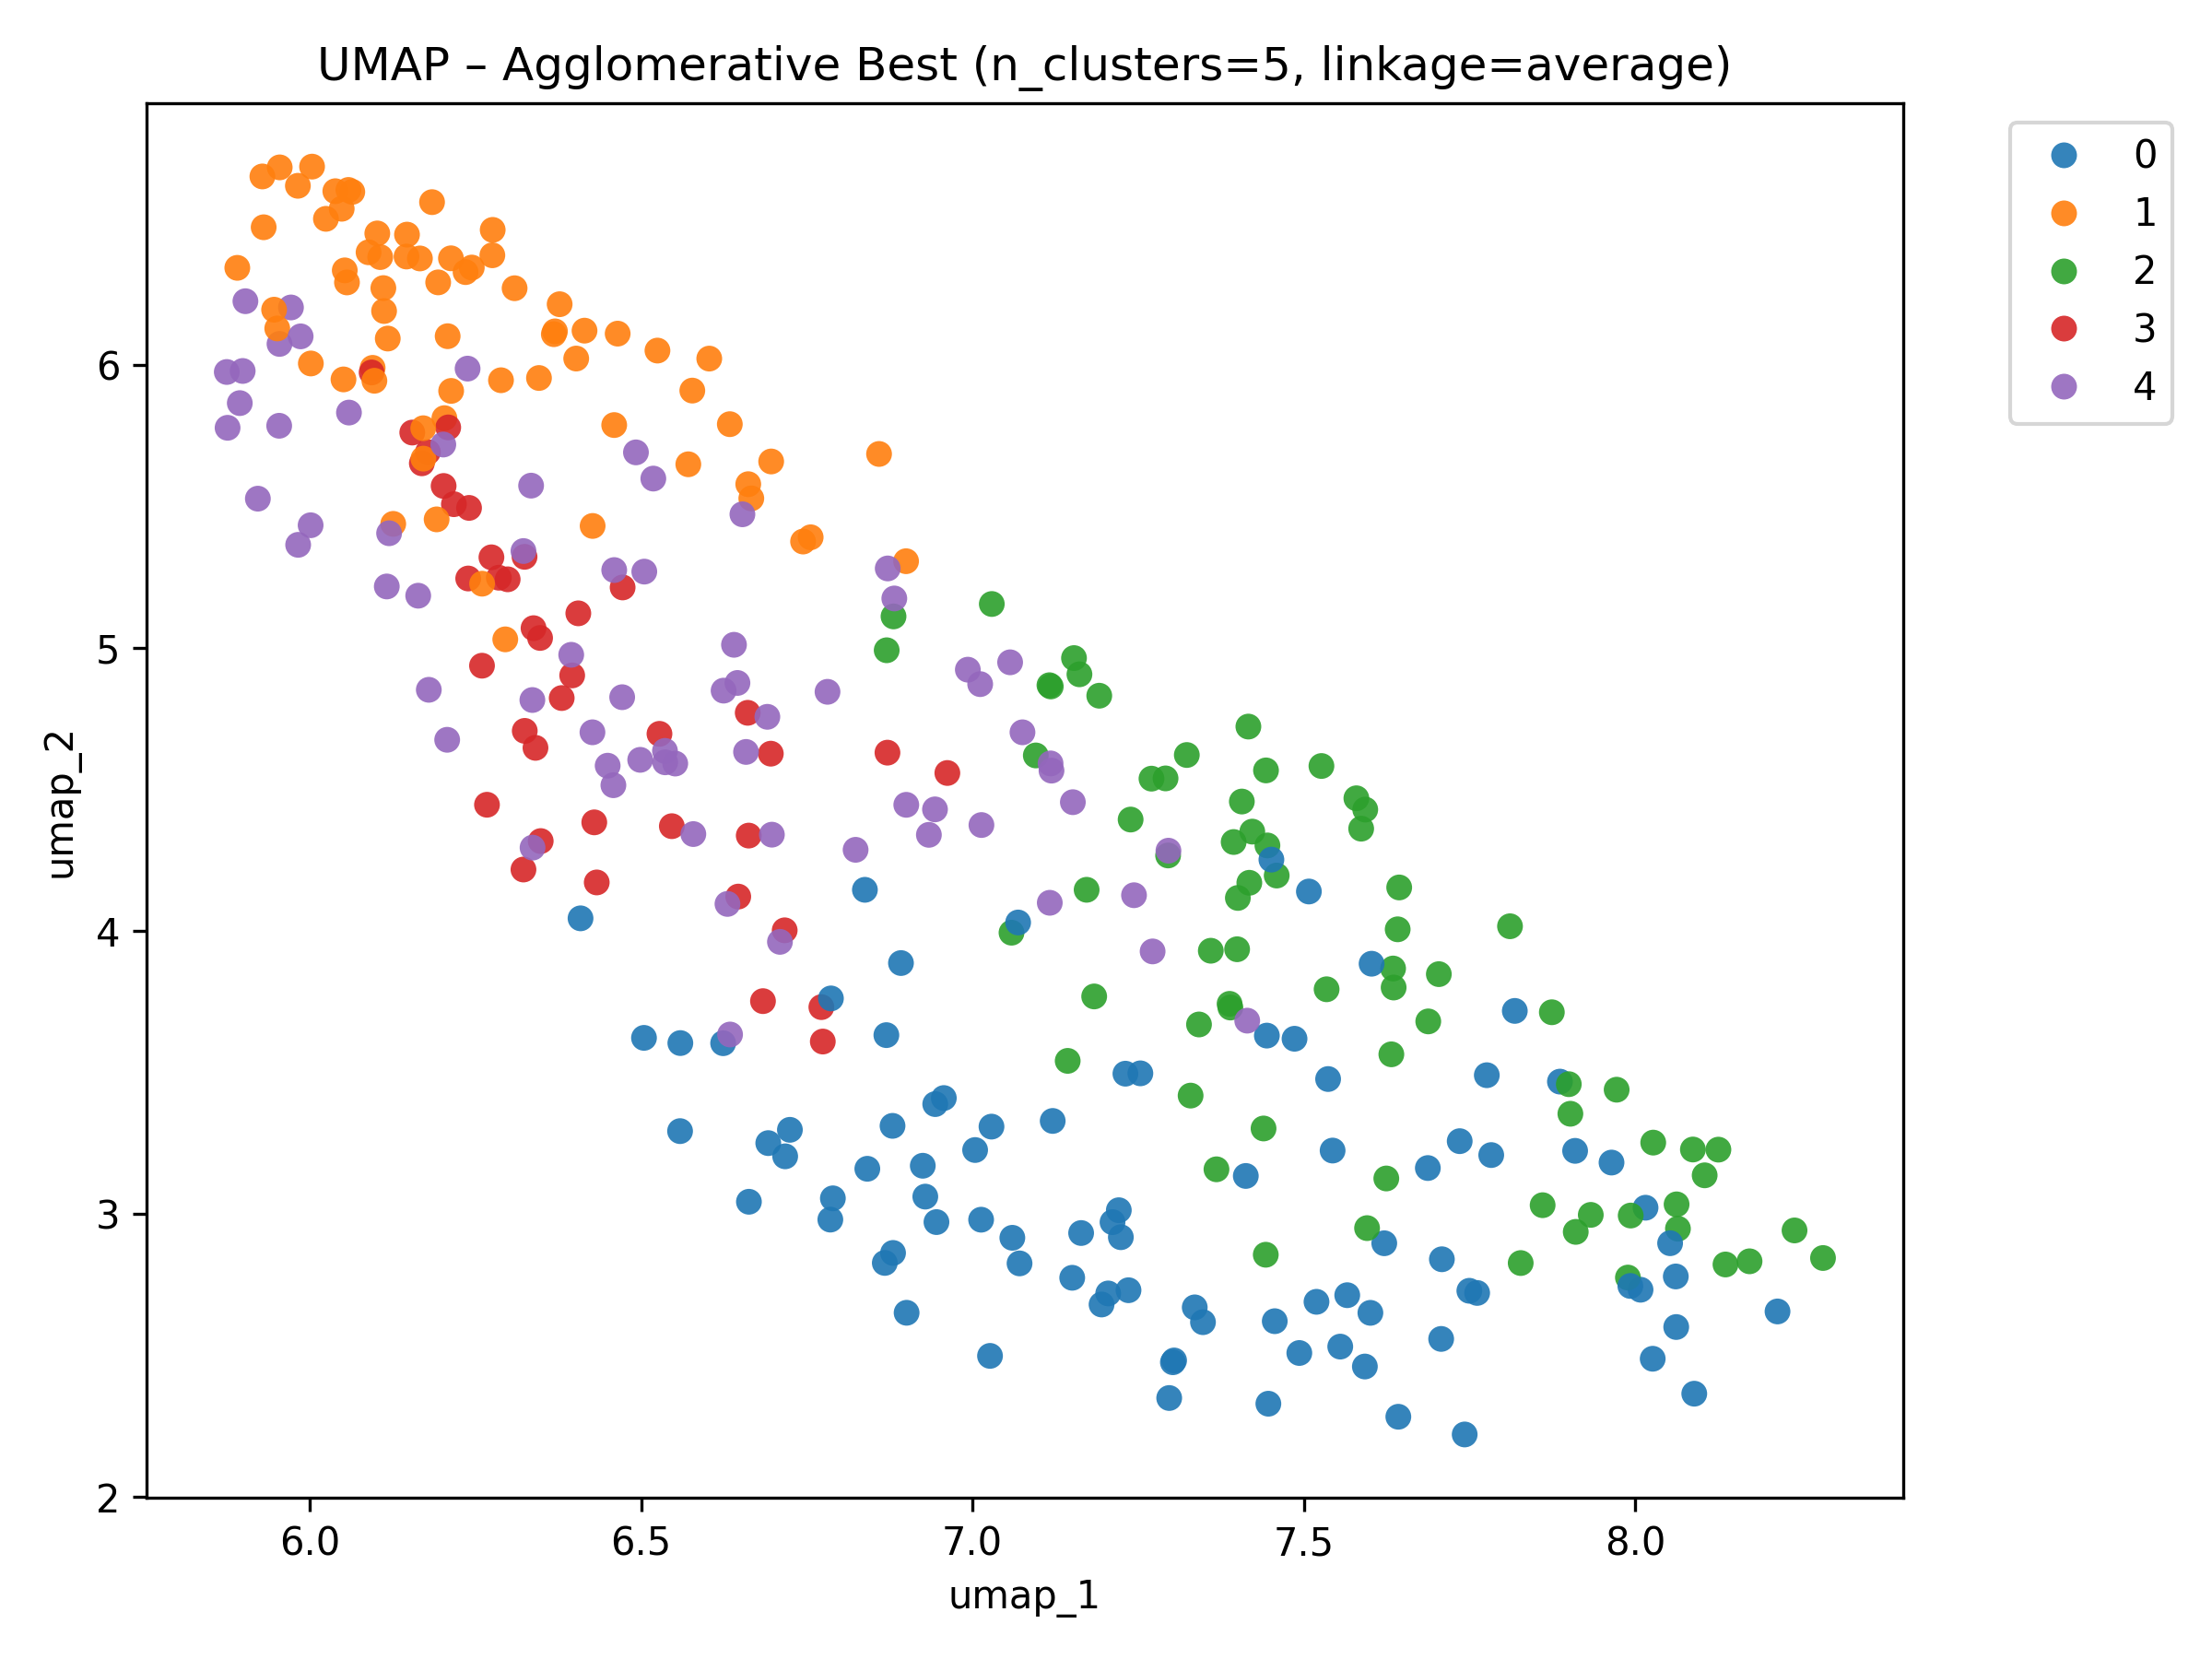 UMAP – Agglomerative Best (n_clusters=5, linkage=average)
0
1
2
3
4
6
5
4
3
2
umap_2
6.0 6.5 7.0 7.5 8.0
umap_1